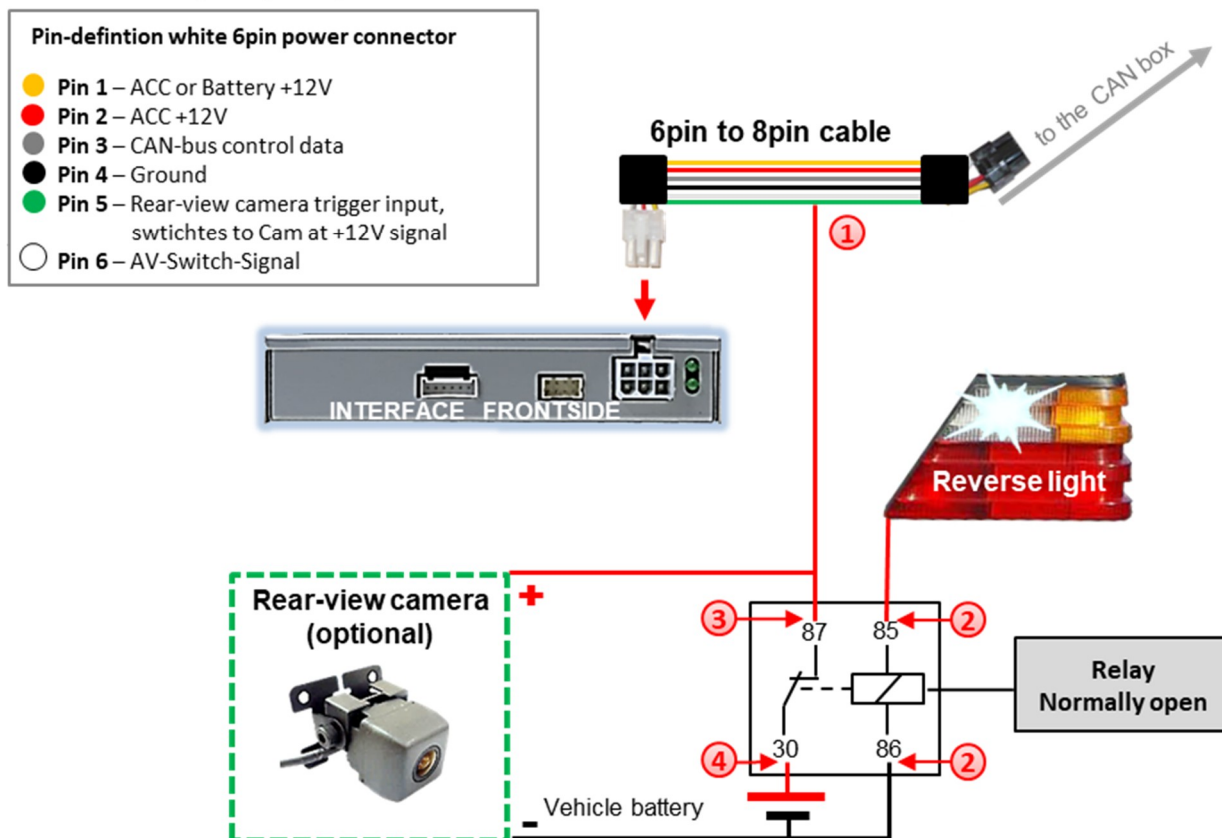 Pin-defintion white 6pin power connector
Pin 1 – ACC or Battery +12V
Pin 2 – ACC +12V
Pin 3 – CAN-bus control data
Pin 4 – Ground
Pin 5 – Rear-view camera trigger input,
swtichtes to Cam at +12V signal
Pin 6 – AV-Switch-Signal
6pin to 8pin cable
to the CAN box
1
INTERFACE FRONTSIDE
Reverse light
Rear-view camera
(optional)
+
3
87
85
2
Relay
Normally open
4
30
86
2
Vehicle battery
-